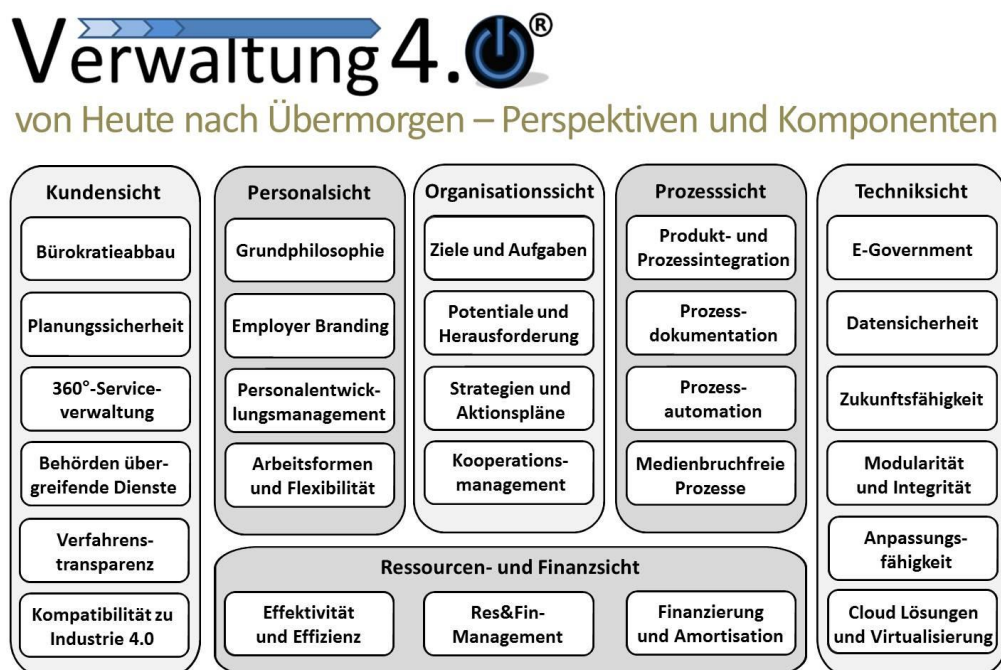 Verwaltung 4.0®
von Heute nach Übermorgen – Perspektiven und Komponenten
Kundensicht
Bürokratieabbau
Planungssicherheit
360°-Service-
verwaltung
Behörden über-
greifende Dienste
Verfahrens-
transparenz
Kompatibilität zu
Industrie 4.0
Personalsicht
Grundphilosophie
Employer Branding
Personalentwick-
lungsmanagement
Arbeitsformen
und Flexibilität
Organisationssicht
Ziele und Aufgaben
Potentiale und
Herausforderung
Strategien und
Aktionspläne
Kooperations-
management
Prozesssicht
Produkt- und
Prozessintegration
Prozess-
dokumentation
Prozess-
automation
Medienbruchfreie
Prozesse
Ressourcen- und Finanzsicht
Effektivität
und Effizienz
Res&Fin-
Management
Finanzierung
und Amortisation
Techniksicht
E-Government
Datensicherheit
Zukunftsfähigkeit
Modularität
und Integrität
Anpassungs-
fähigkeit
Cloud Lösungen
und Virtualisierung